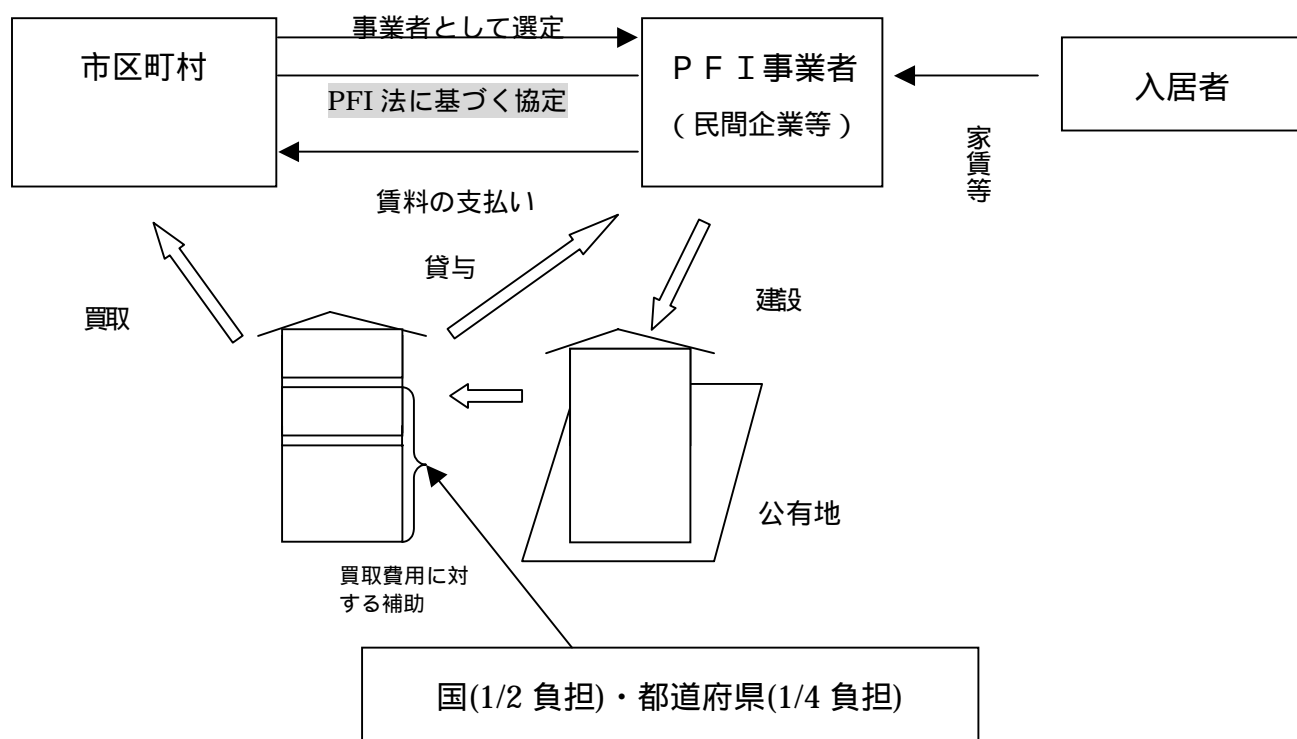 事業者として選定
市区町村
PFI 法に基づく協定
ＰＦＩ事業者
（民間企業等）
入居者
家賃等
賃料の支払い
貸与
買取
建設
公有地
買取費用に対
する補助
国(1/2 負担)・都道府県(1/4 負担)